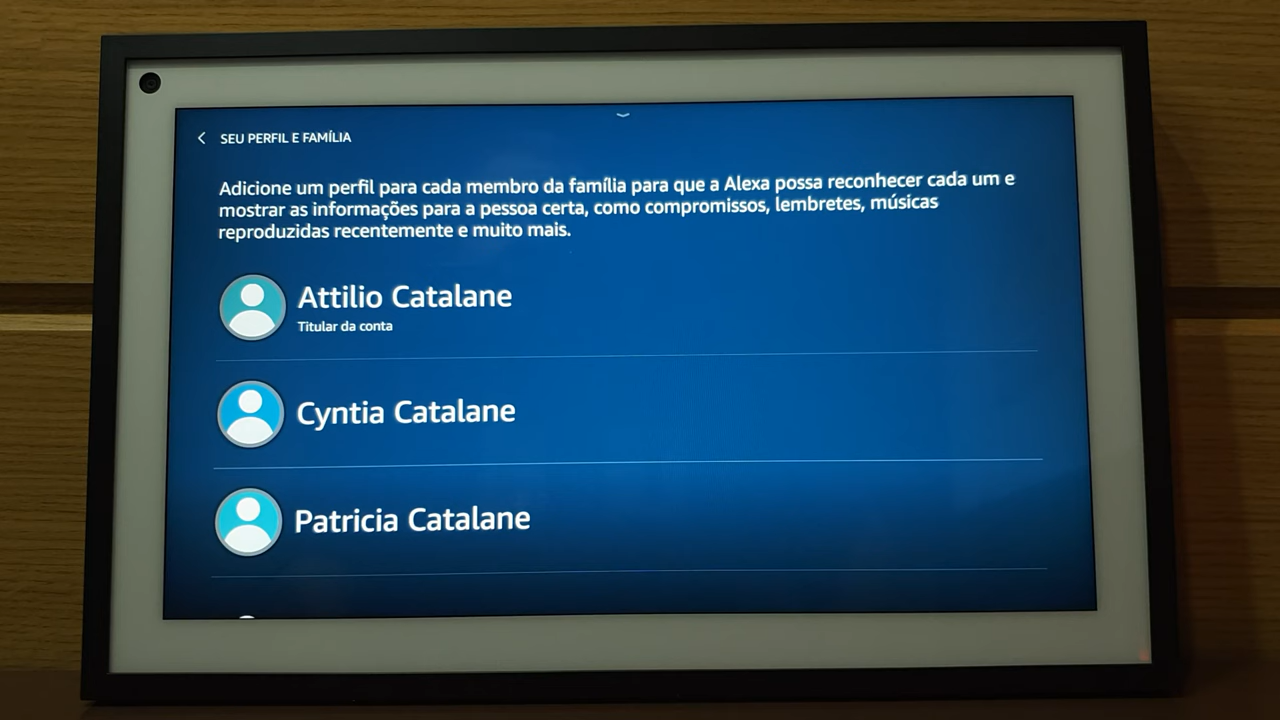 SEU PERFIL E FAMÍLIA
Adicione um perfil para cada membro da família para que a Alexa possa reconhecer cada um e
mostrar as informações para a pessoa certa, como compromissos, lembretes, músicas
reproduzidas recentemente e muito mais.
Attilio Catalane
Titular da conta
Cyntia Catalane
Patricia Catalane